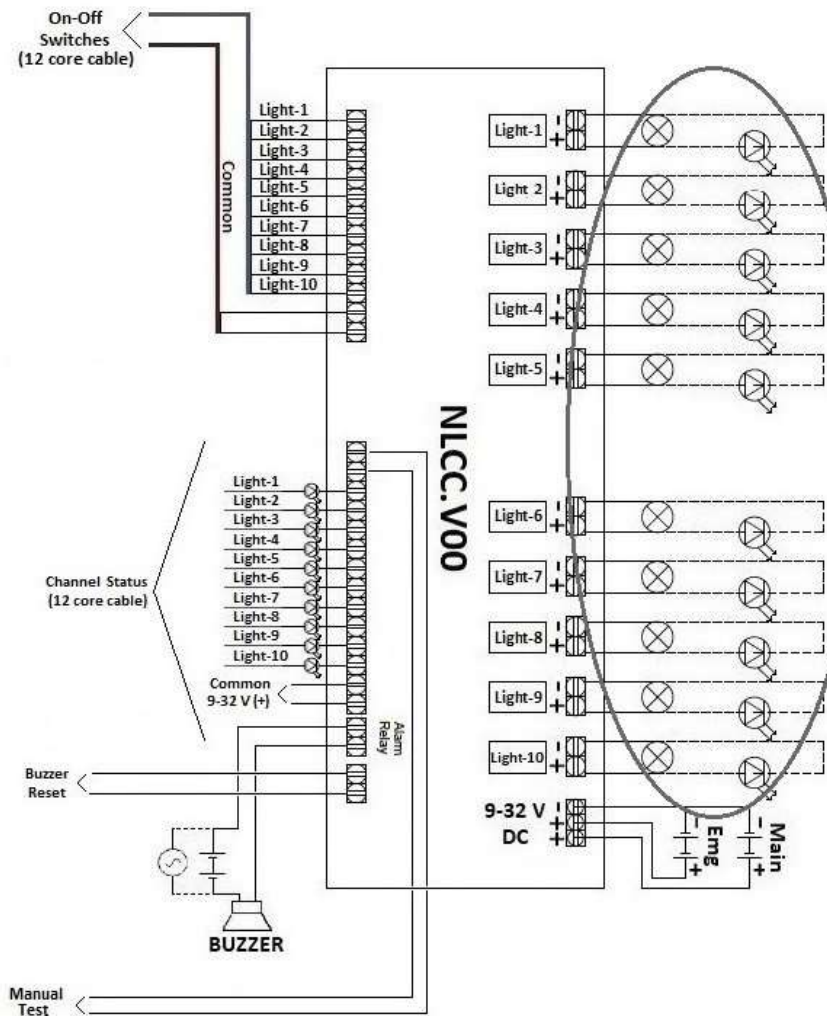 On-Off
Switches
(12 core cable)
Light-1
Light-2
Light-3
Light-4
Light-5
Light-6
Light-7
Light-8
Light-9
Light-10
Common
Channel Status
(12 core cable)
Light-1
Light-2
Light-3
Light-4
Light-5
Light-6
Light-7
Light-8
Light-9
Light-10
Common
9-32 V (+)
Alarm
Relay
Buzzer
Reset
BUZZER
Manual
Test
NLCC.V00
Light-1 - +
Light 2 - +
Light-3 - +
Light-4 - +
Light-5 - +
Light-6 - +
Light-7 - +
Light-8 - +
Light-9 - +
Light-10 - +
9-32 V -
+
DC +
- Emg +
- Main +